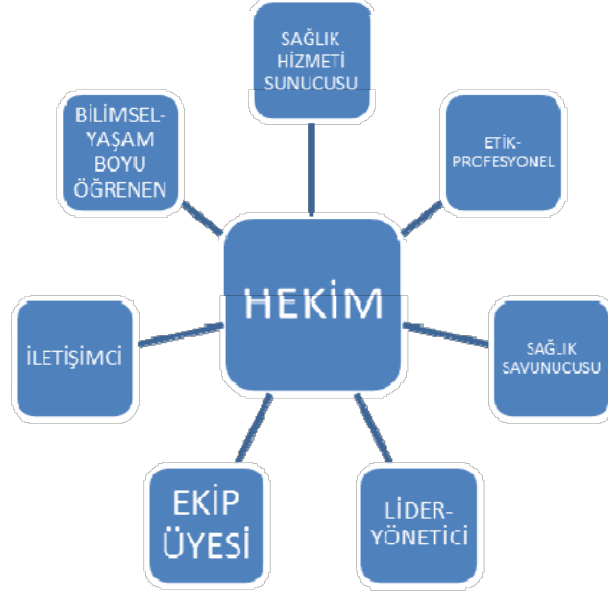 SAĞLIK
HİZMETİ
SUNUCUSU
BİLİMSEL-
YAŞAM
BOYU
ÖĞRENEN
ETİK-
PROFESYONEL
HEKİM
İLETİŞİMCİ
SAĞLIK
SAVUNUCUSU
EKİP
ÜYESİ
LİDER-
YÖNETİCİ